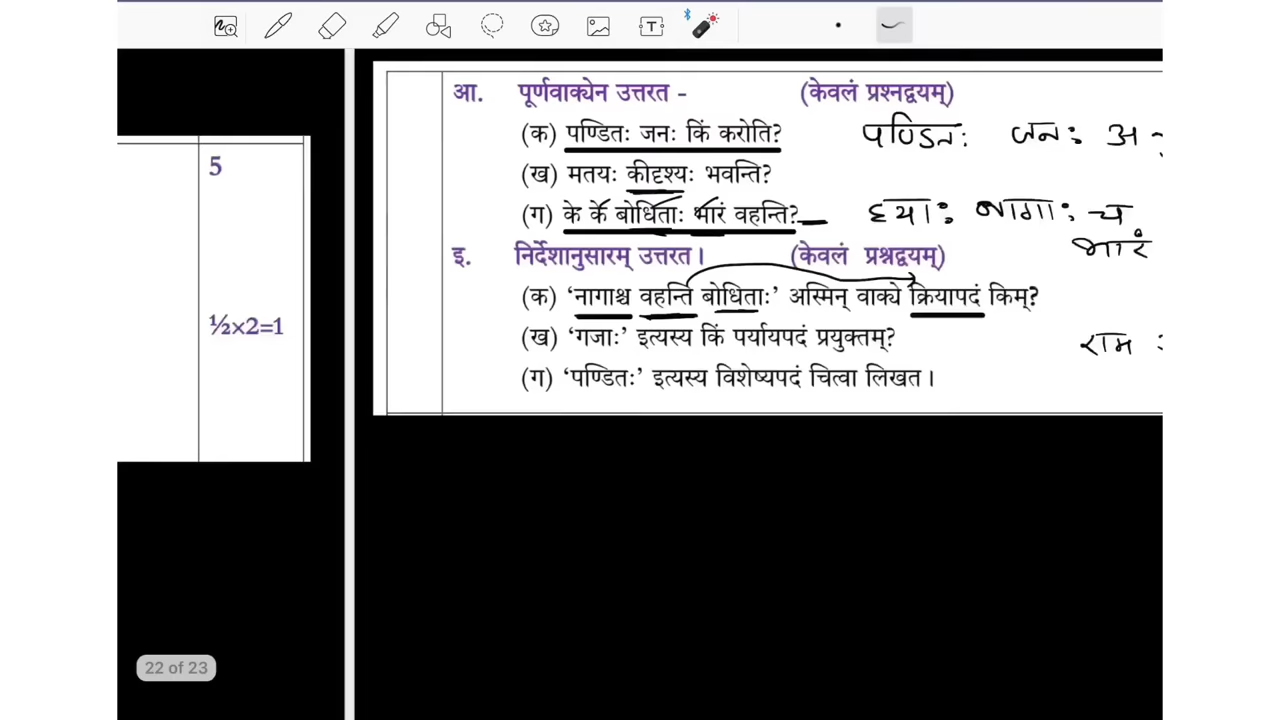 आ. पूर्णवाक्येन उत्तरत - (केवलं प्रश्नद्वयम्)
(क) पण्डितः जनः किं करोति? पण्डितः जनः अ
5
(ख) मतयः कीदृश्यः भवन्ति?
(ग) के के बोधिताः भारं वहन्ति? हयाः नागाः च
भारं
इ. निर्देशानुसारम् उत्तरत। (केवलं प्रश्नद्वयम्)
(क) ‘नागाश्च वहन्ति बोधिताः’ अस्मिन् वाक्ये क्रियापदं किम्?
½×2=1
(ख) ‘गजाः’ इत्यस्य किं पर्यायपदं प्रयुक्तम्? राम
(ग) ‘पण्डितः’ इत्यस्य विशेष्यपदं चित्वा लिखत।
22 of 23